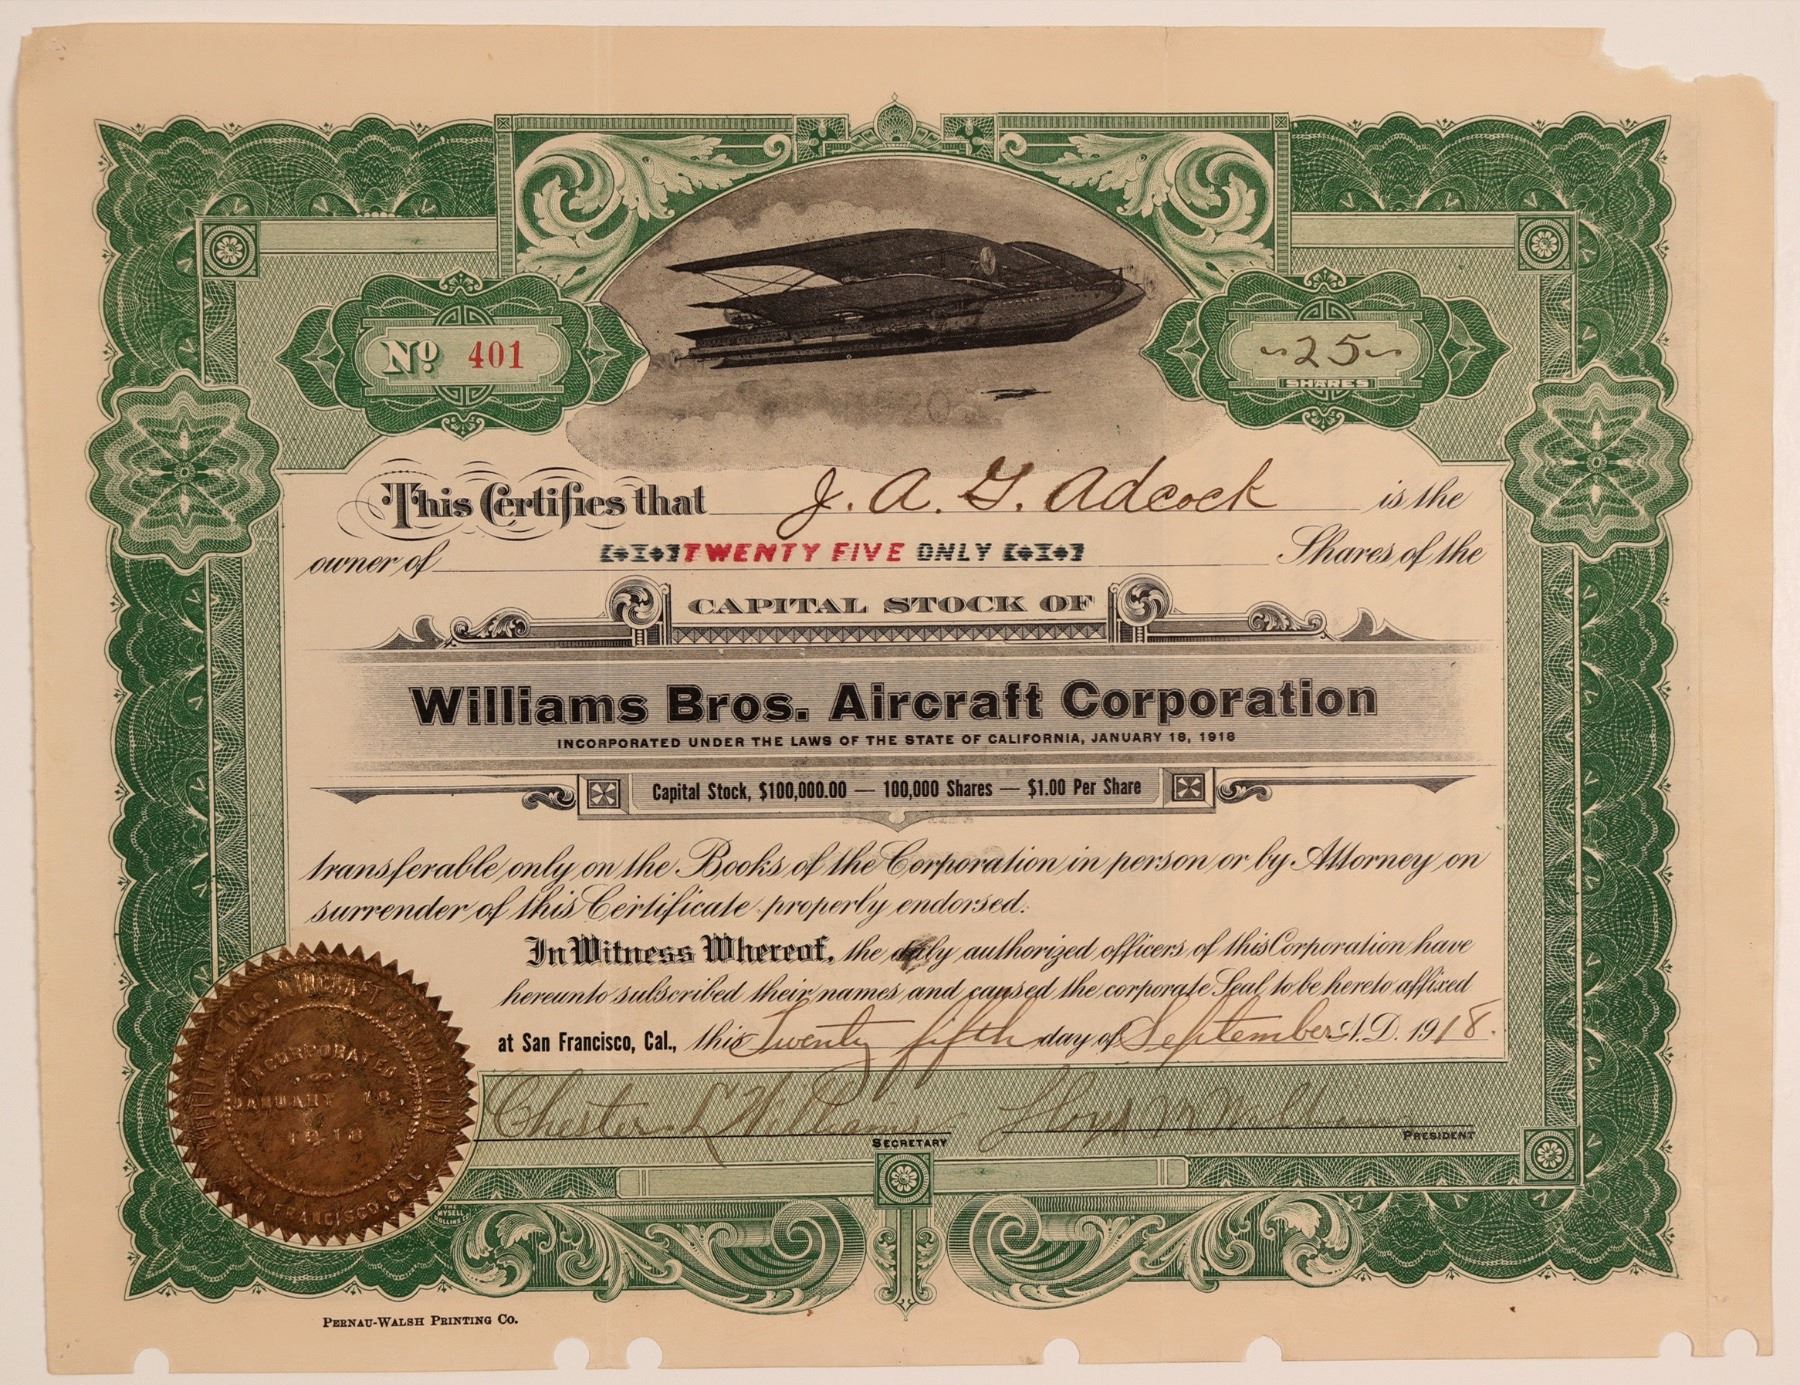 No 401
25
SHARES
This Certifies that J. A. G. Adcock is the
owner of TWENTY FIVE ONLY Shares of the
CAPITAL STOCK OF
Williams Bros. Aircraft Corporation
INCORPORATED UNDER THE LAWS OF THE STATE OF CALIFORNIA, JANUARY 18, 1918
Capital Stock, $100,000.00 — 100,000 Shares — $1.00 Per Share
transferable only on the Books of the Corporation in person or by Attorney on
surrender of this Certificate properly endorsed.
In Witness Whereof, the duly authorized officers of this Corporation have
hereunto subscribed their names and caused the corporate Seal to be hereto affixed
at San Francisco, Cal., this Twenty fifth day of September A.D. 1918.
Chester L Williams
SECRETARY
Lloyd M Williams
PRESIDENT
WILLIAMS BROS. AIRCRAFT CORPORATION
INCORPORATED
JANUARY 18,
1918
SAN FRANCISCO, CAL.
PERNAU-WALSH PRINTING CO.